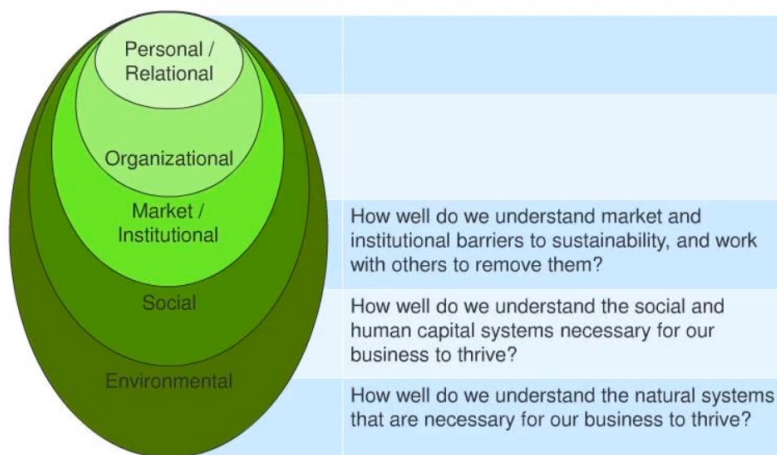 Personal /
Relational
Organizational
Market /
Institutional
How well do we understand market and
institutional barriers to sustainability, and work
with others to remove them?
Social
How well do we understand the social and
human capital systems necessary for our
business to thrive?
Environmental
How well do we understand the natural systems
that are necessary for our business to thrive?